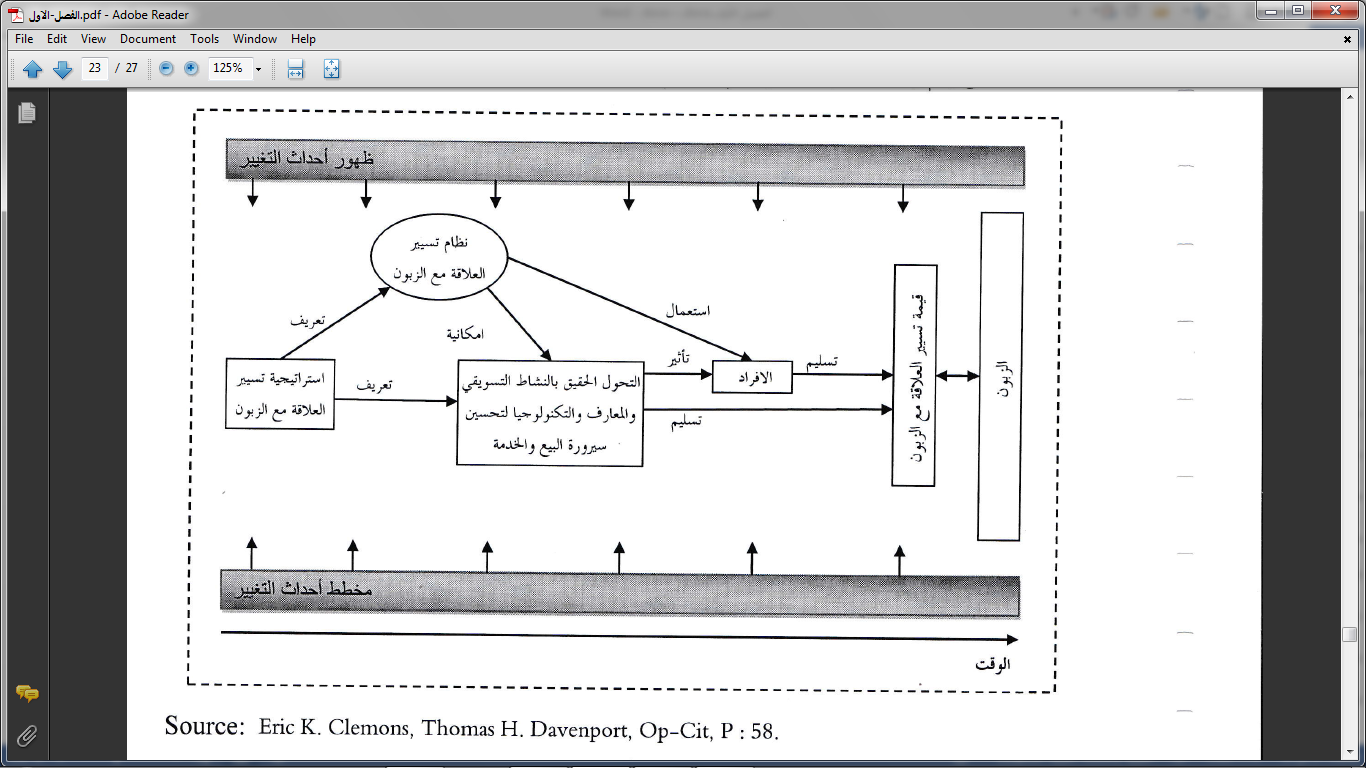 الفصل-الاول.pdf - Adobe Reader
File Edit View Document Tools Window Help
23 / 27 125%
ظهور أحداث التغيير
نظام تسيير
العلاقة مع الزبون
تعريف
امكانية
استعمال
استراتيجية تسيير
العلاقة مع الزبون
تعريف
التحول الحقيق بالنشاط التسويقي
والمعارف والتكنولوجيا لتحسين
سيرورة البيع والخدمة
تأثير
الافراد
تسليم
تسليم
قيمة تسيير العلاقة مع الزبون
الزبون
مخطط أحداث التغيير
الوقت
Source: Eric K. Clemons, Thomas H. Davenport, Op-Cit, P : 58.